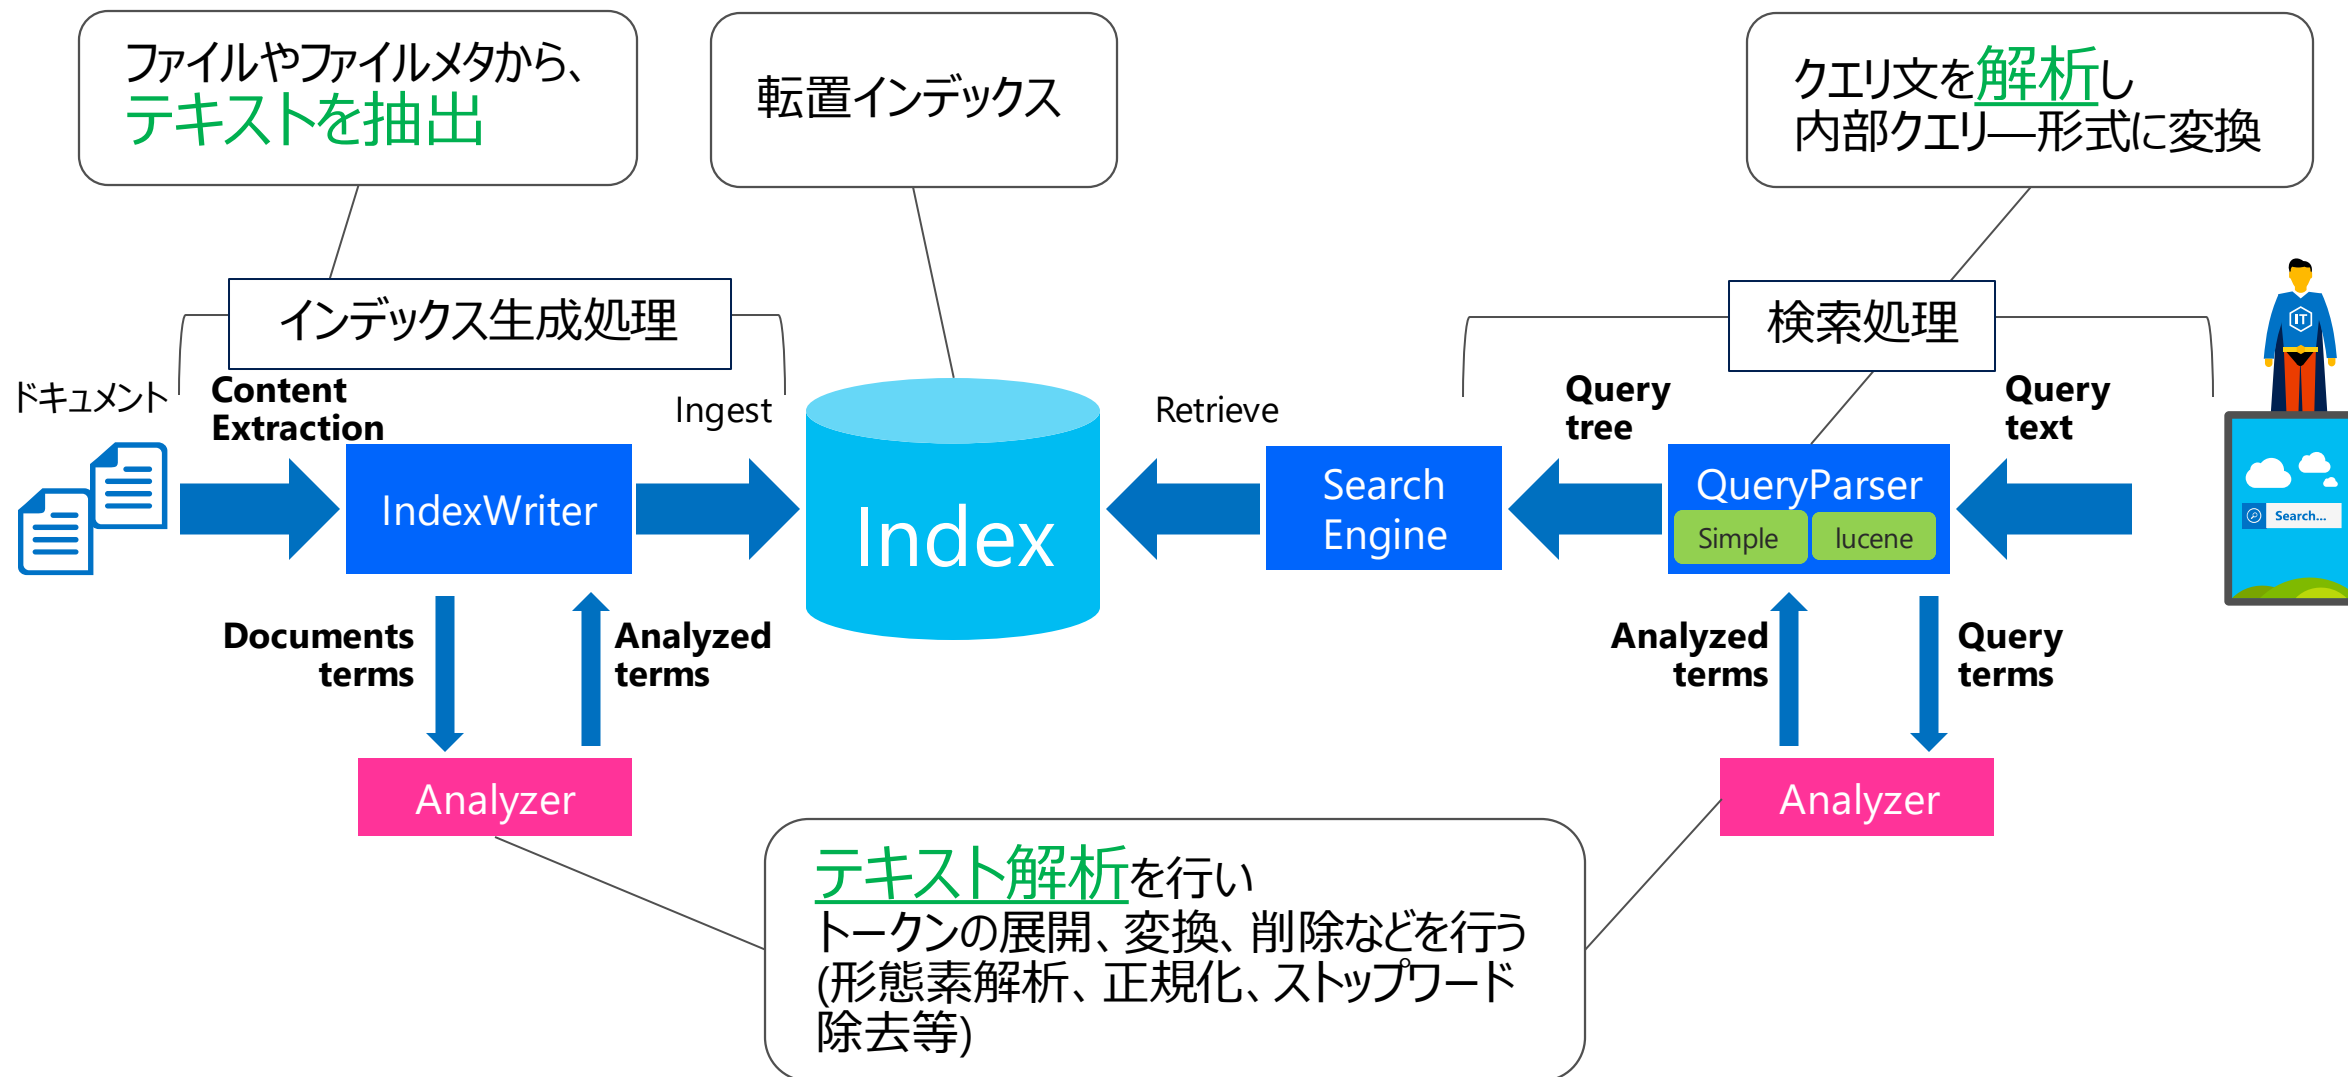 ファイルやファイルメタから、
テキストを抽出
転置インデックス
クエリ文を解析し
内部クエリ―形式に変換
インデックス生成処理
検索処理
IT
ドキュメント
Content
Extraction
Ingest
Retrieve
Query
tree
Query
text
IndexWriter
Index
Search
Engine
QueryParser
Simple
lucene
Search...
Documents
terms
Analyzed
terms
Analyzed
terms
Query
terms
Analyzer
Analyzer
テキスト解析を行い
トークンの展開、変換、削除などを行う
(形態素解析、正規化、ストップワード
除去等)